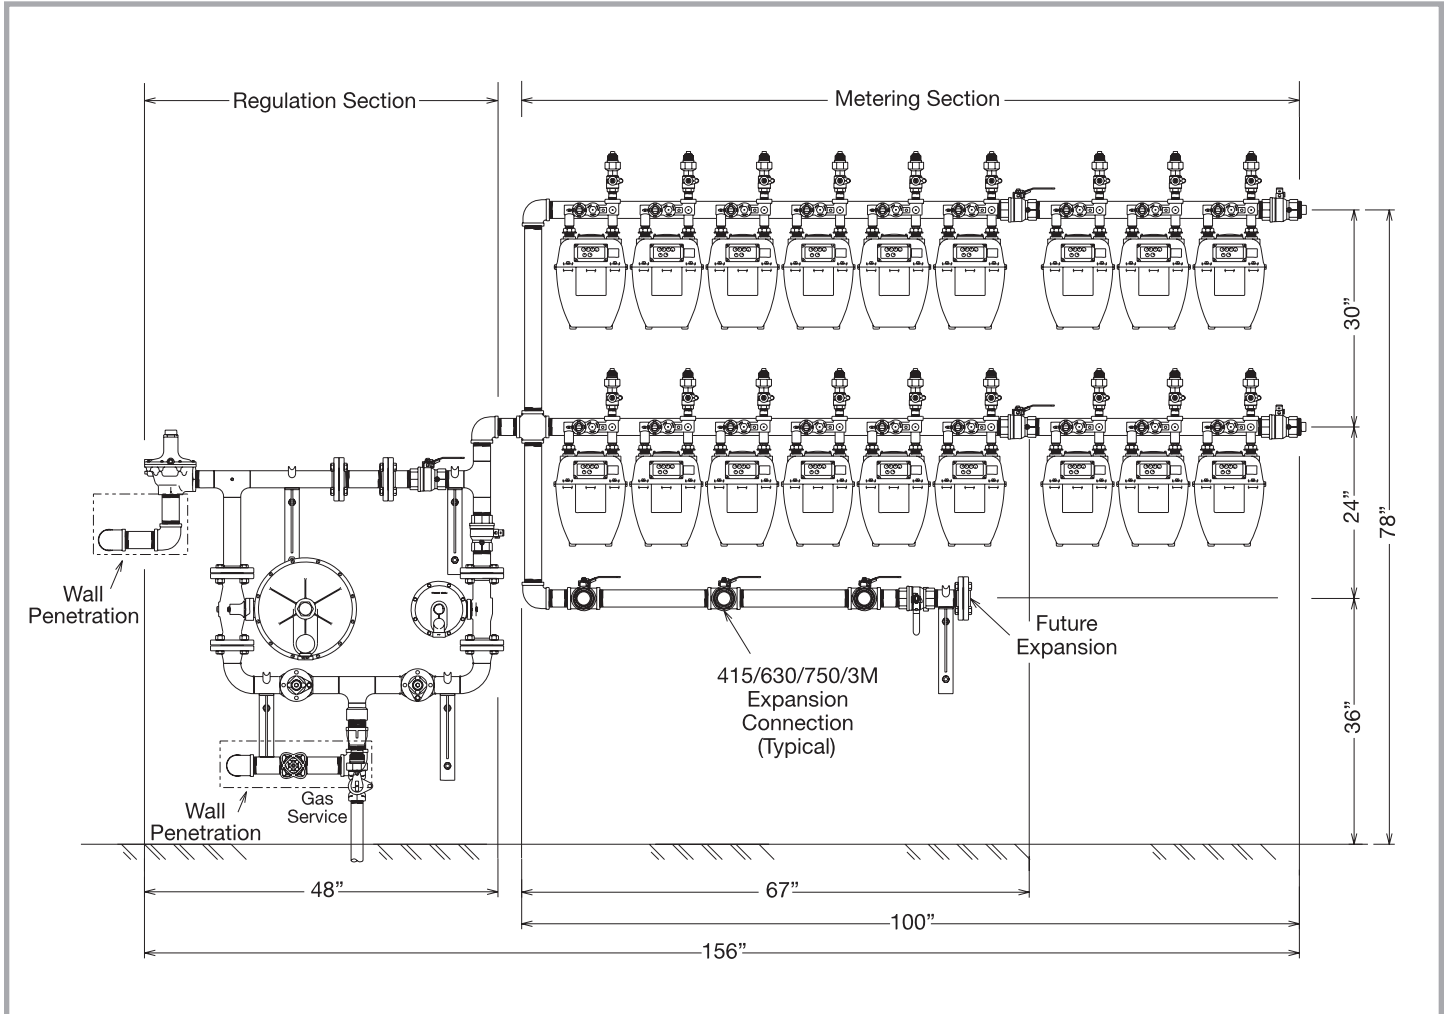 Regulation Section
Metering Section
30”
24”
78”
Wall
Penetration
Future
Expansion
415/630/750/3M
Expansion
Connection
(Typical)
36”
Gas
Service
Wall
Penetration
48”
67”
100”
156”